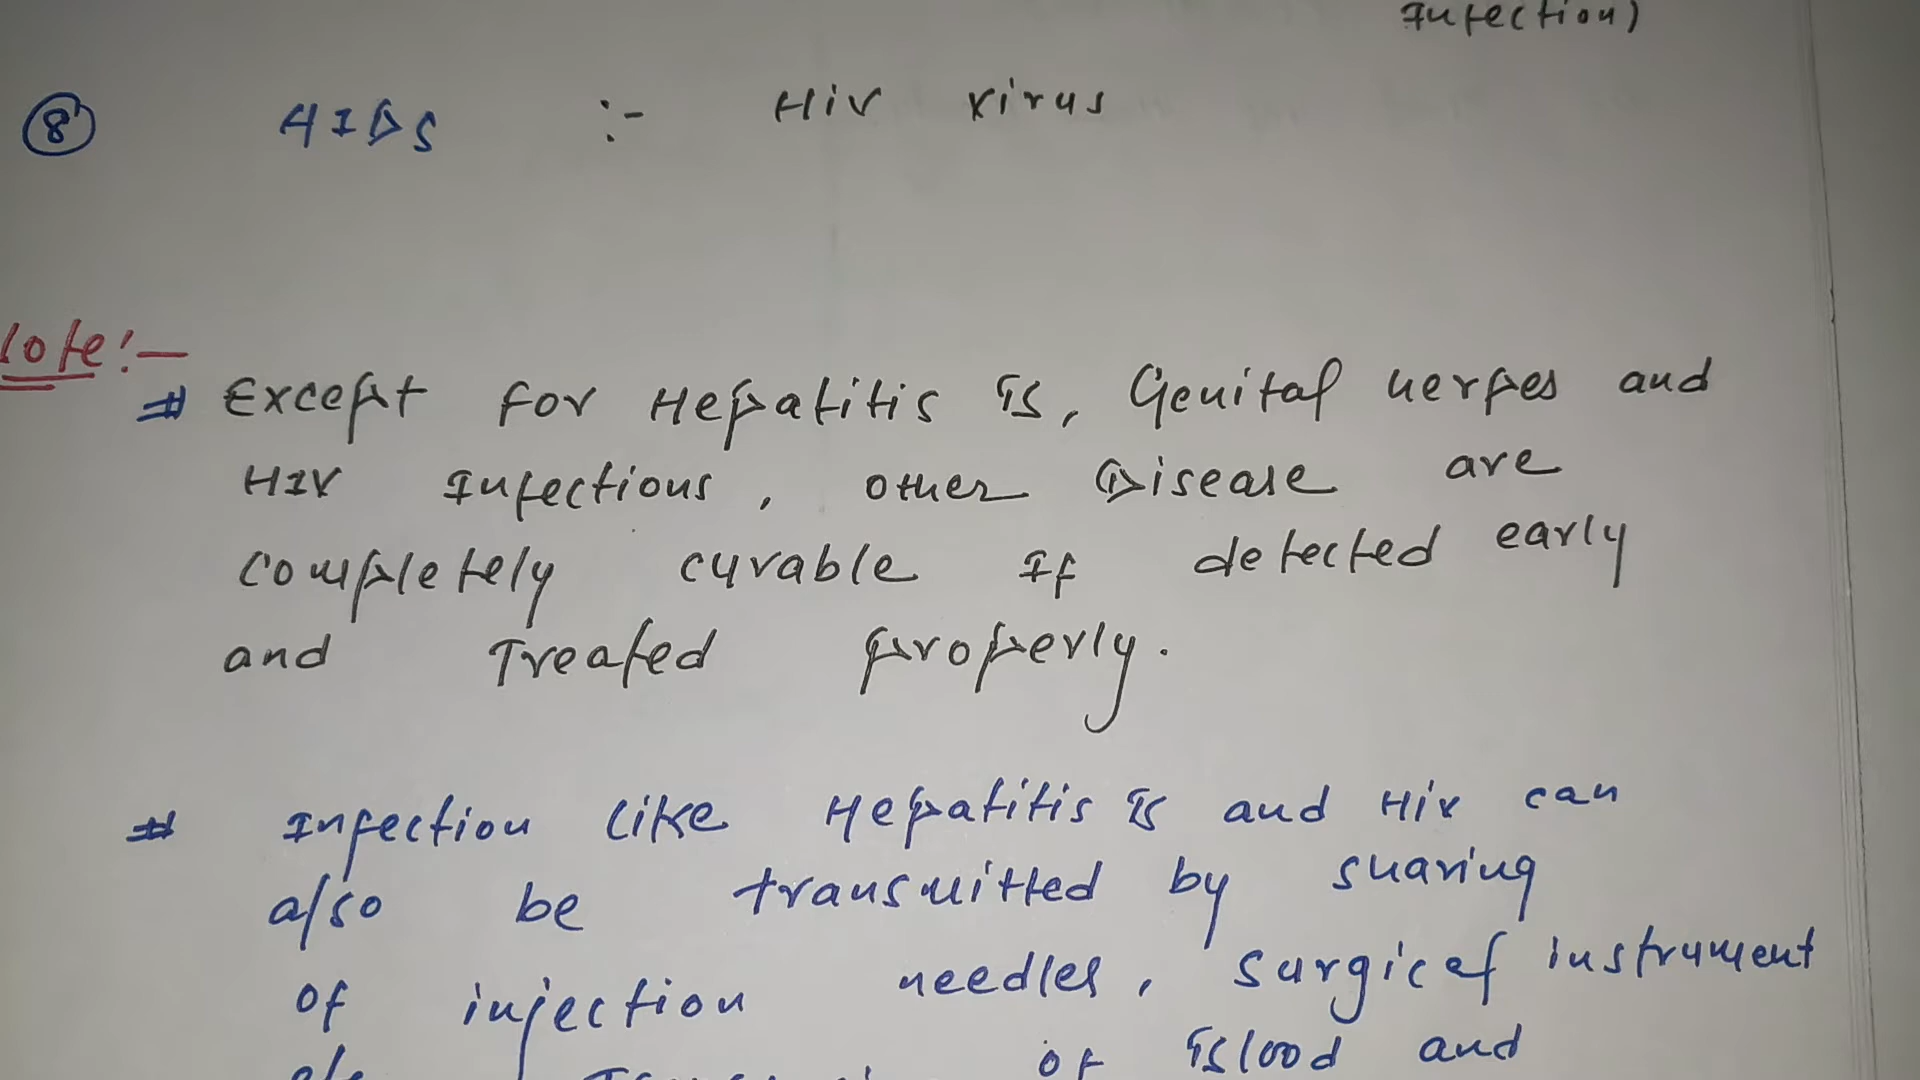 Infection)
8 AIDS :- Hiv virus
Note:-
Except for Hepatitis B, Genital herpes and
HIV Infections, other Disease are
Completely curable If detected early
and Treated properly.
Infection like Hepatitis B and Hiv can
also be transmitted by sharing
of injection needles, surgical instrument
of Blood and